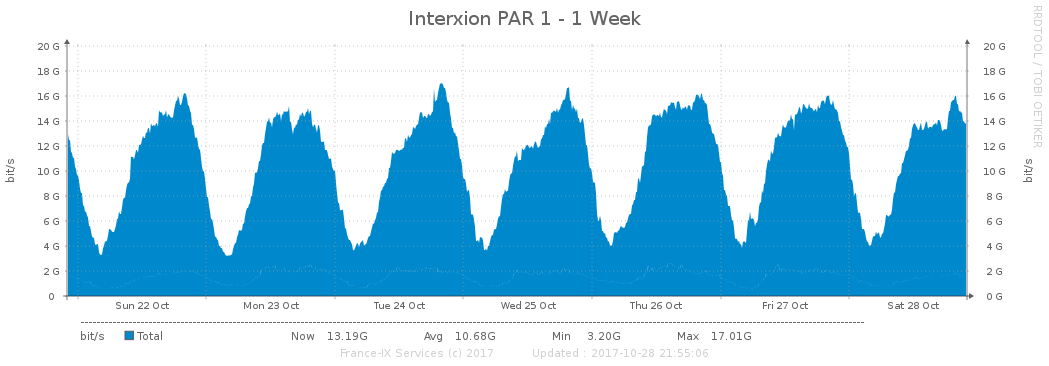 Interxion PAR 1 - 1 Week
RRDTOOL / TOBI OETIKER
20 G 20 G
18 G 18 G
16 G 16 G
14 G 14 G
12 G 12 G
10 G 10 G
8 G 8 G
6 G 6 G
4 G 4 G
2 G 2 G
0 0 G
bit/s
bit/s
Sun 22 Oct Mon 23 Oct Tue 24 Oct Wed 25 Oct Thu 26 Oct Fri 27 Oct Sat 28 Oct
bit/s Total Now 13.19G Avg 10.68G Min 3.20G Max 17.01G
France-IX Services (c) 2017 Updated : 2017-10-28 21:55:06